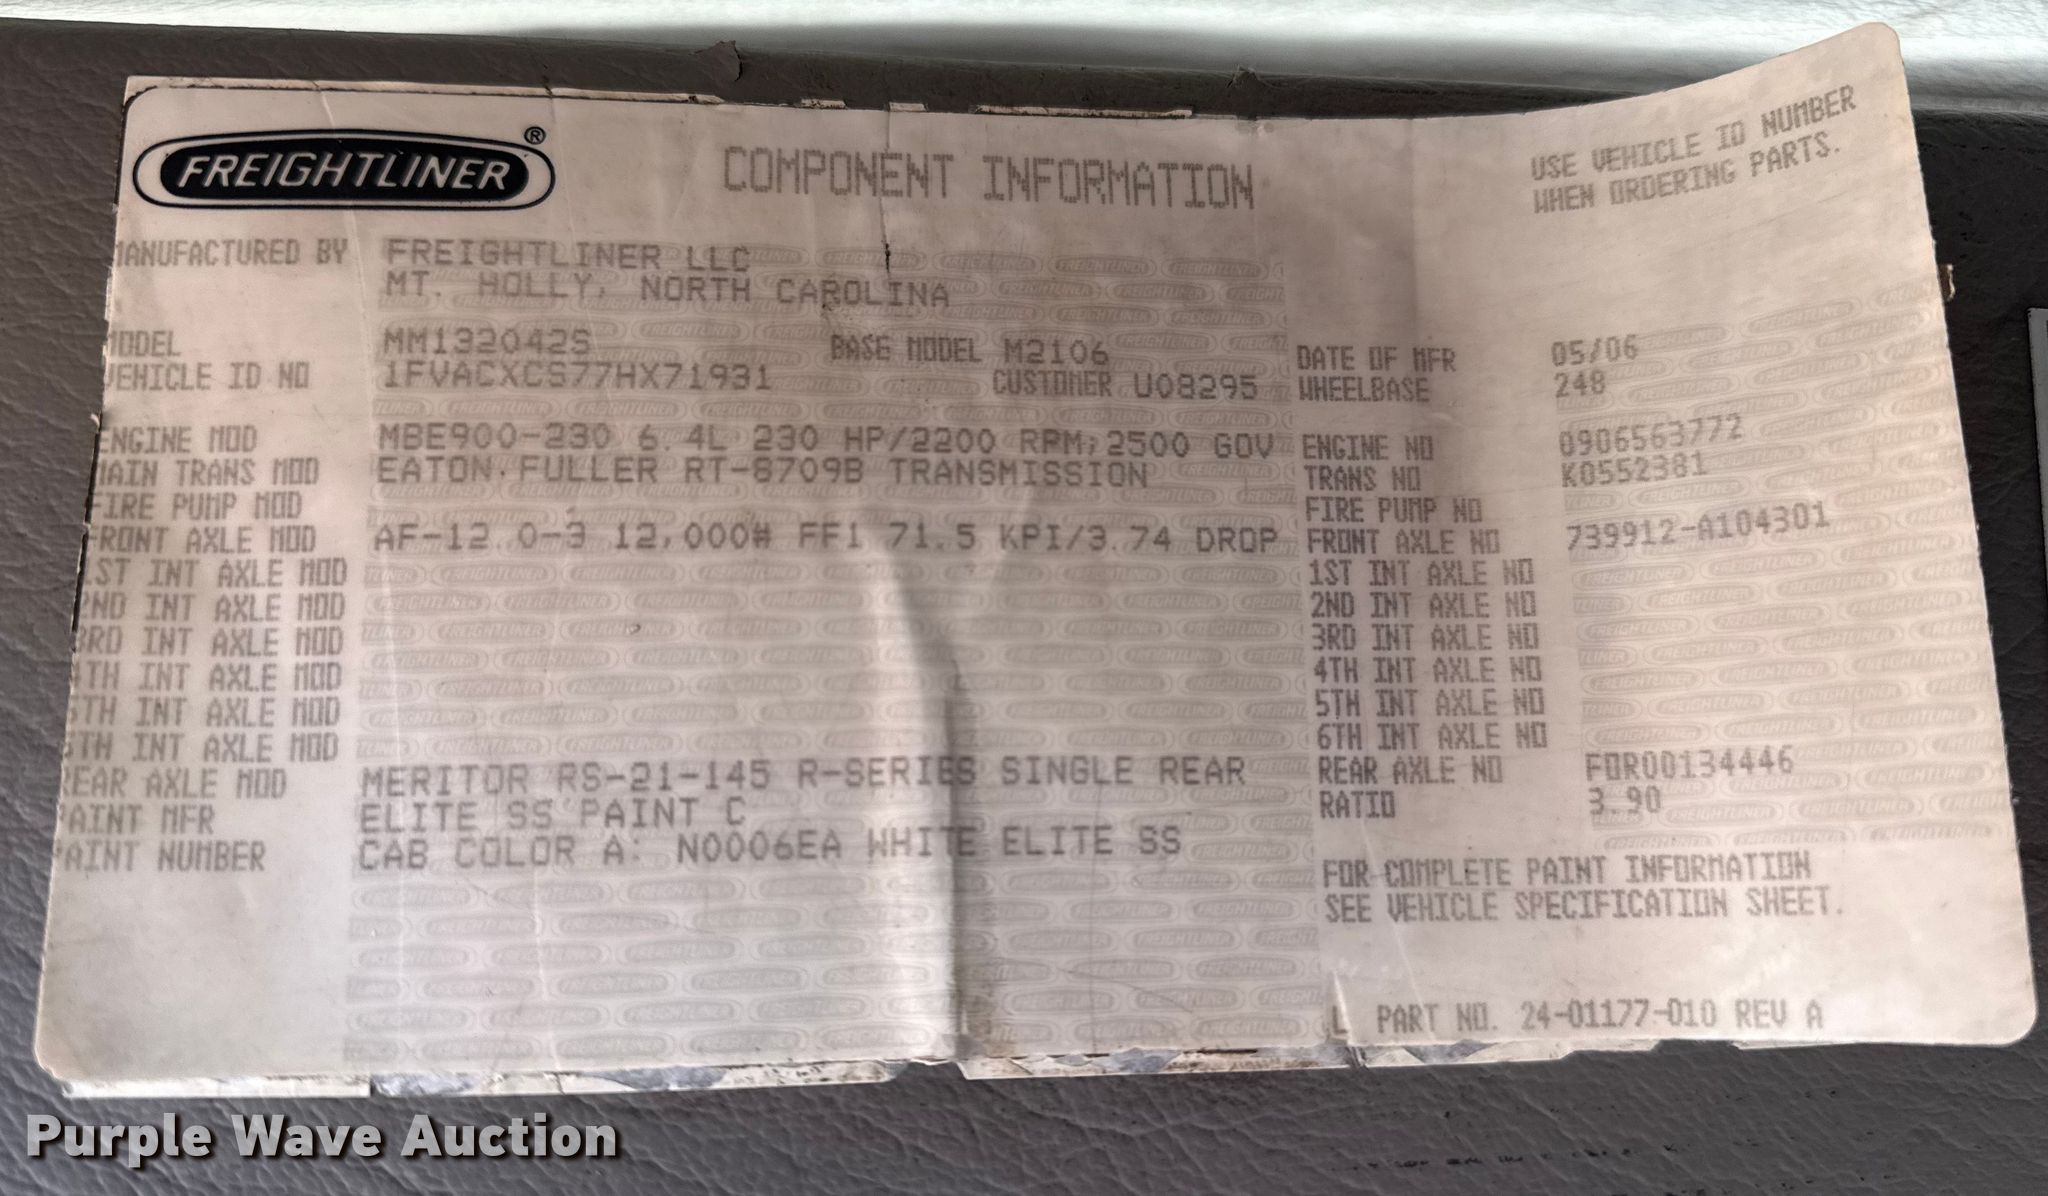 FREIGHTLINER®
COMPONENT INFORMATION
USE VEHICLE ID NUMBER
WHEN ORDERING PARTS.
MANUFACTURED BY FREIGHTLINER LLC
MT. HOLLY, NORTH CAROLINA
MODEL MM132042S BASE MODEL M2106 DATE OF MFR 05/06
VEHICLE ID NO 1FVACXCS77HX71931 CUSTOMER U08295 WHEELBASE 248
ENGINE MOD MBE900-230 6.4L 230 HP/2200 RPM;2500 GOV ENGINE NO 0906563772
MAIN TRANS MOD EATON FULLER RT-8709B TRANSMISSION TRANS NO K0552381
FIRE PUMP MOD FIRE PUMP NO
FRONT AXLE MOD AF-12.0-3 12,000# FF1 71.5 KPI/3.74 DROP FRONT AXLE NO 739912-A104301
1ST INT AXLE MOD 1ST INT AXLE NO
2ND INT AXLE MOD 2ND INT AXLE NO
3RD INT AXLE MOD 3RD INT AXLE NO
4TH INT AXLE MOD 4TH INT AXLE NO
5TH INT AXLE MOD 5TH INT AXLE NO
6TH INT AXLE MOD 6TH INT AXLE NO
REAR AXLE MOD MERITOR RS-21-145 R-SERIES SINGLE REAR REAR AXLE NO FOR00134446
PAINT MFR ELITE SS PAINT C RATIO 3.90
PAINT NUMBER CAB COLOR A: N0006EA WHITE ELITE SS
FOR COMPLETE PAINT INFORMATION
SEE VEHICLE SPECIFICATION SHEET.
PART NO. 24-01177-010 REV A
Purple Wave Auction